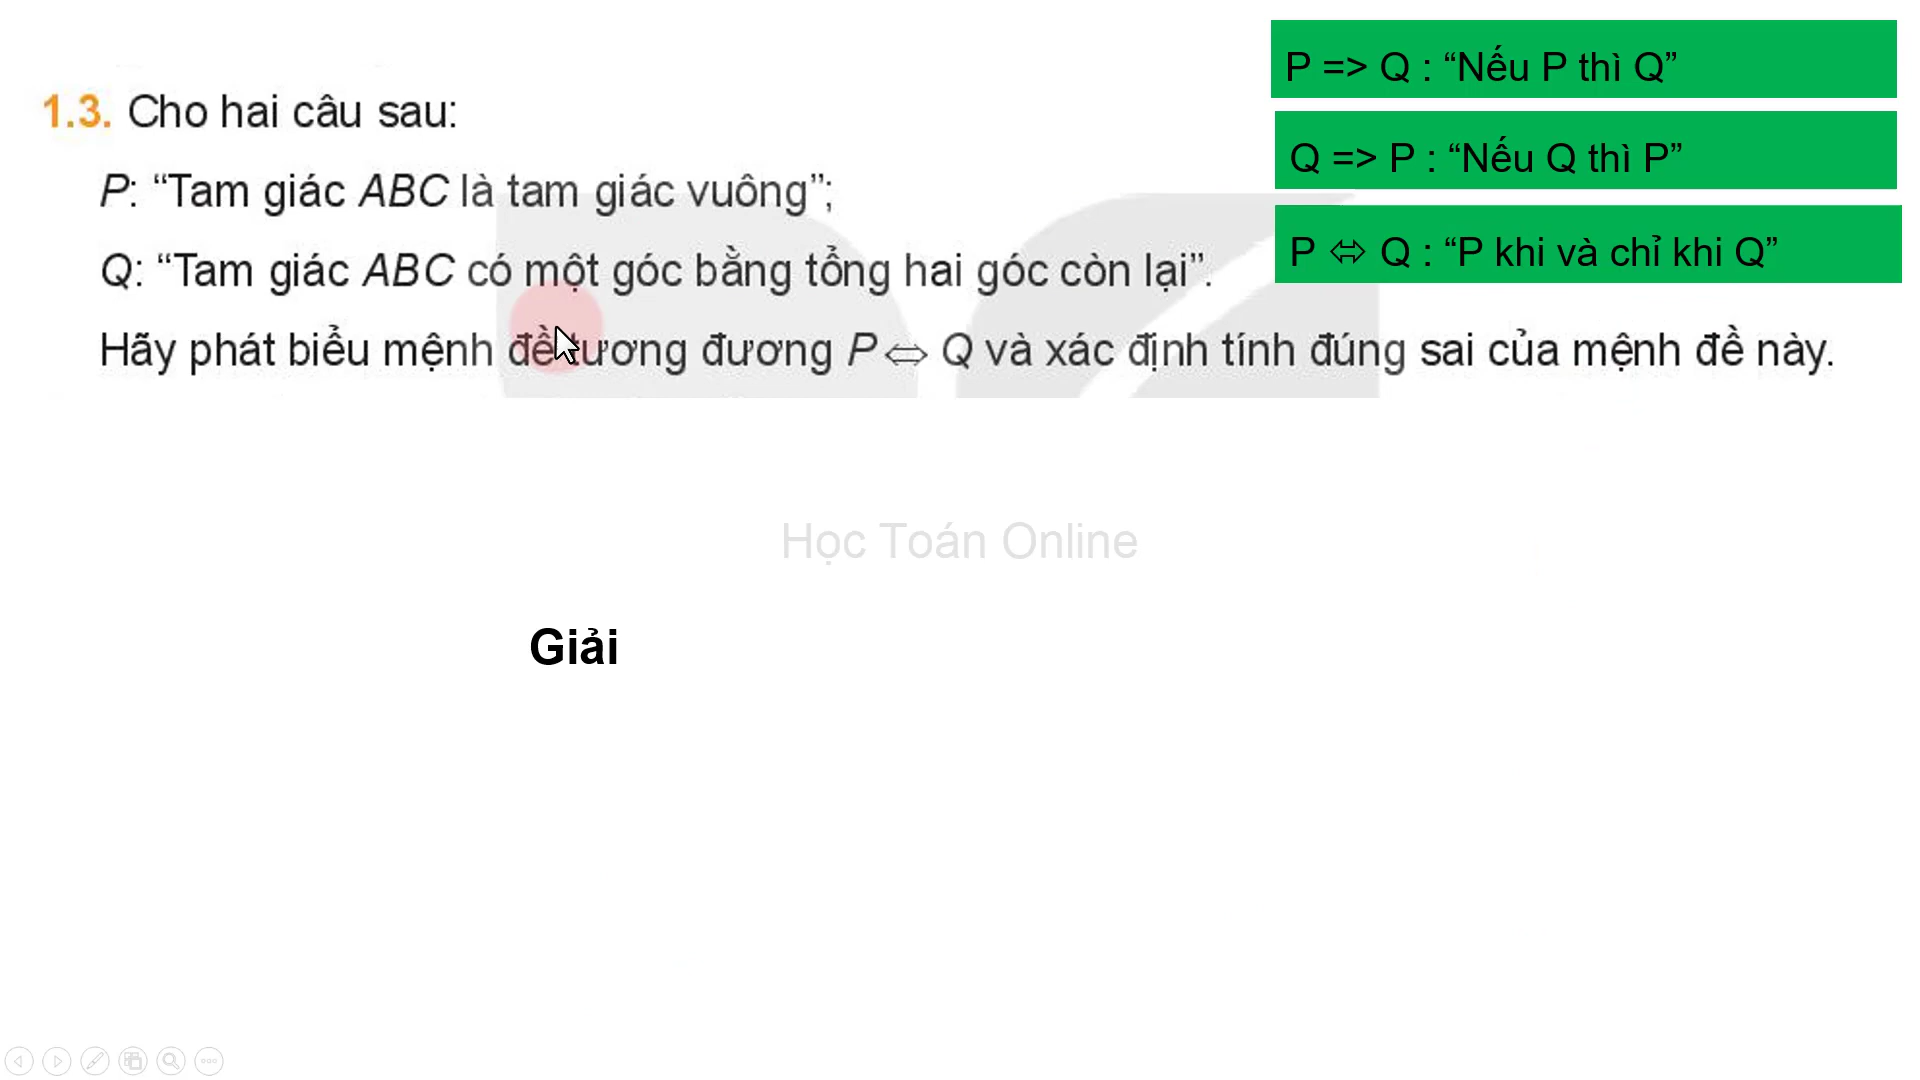 1.3. Cho hai câu sau:
P: “Tam giác ABC là tam giác vuông”;
Q: “Tam giác ABC có một góc bằng tổng hai góc còn lại”.
Hãy phát biểu mệnh đề tương đương P ⇔ Q và xác định tính đúng sai của mệnh đề này.
P => Q : “Nếu P thì Q”
Q => P : “Nếu Q thì P”
P ⇔ Q : “P khi và chỉ khi Q”
Học Toán Online
Giải